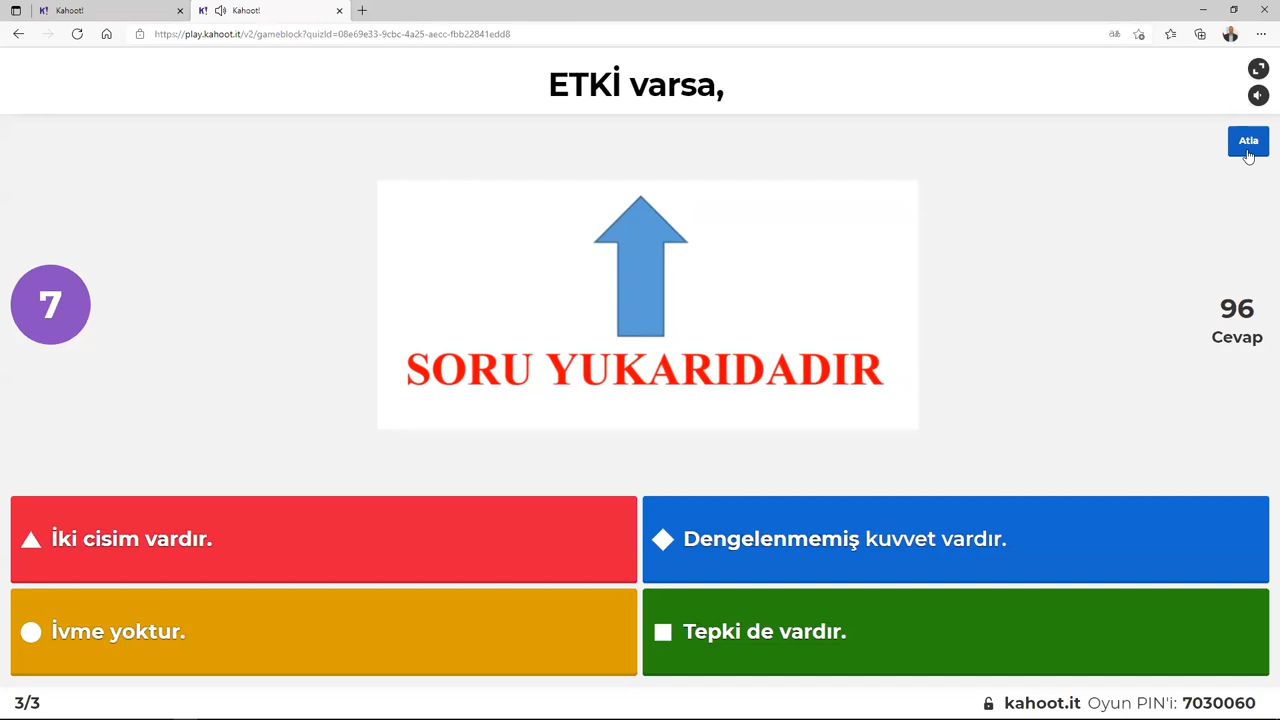 Kahoot!
Kahoot!
https://play.kahoot.it/v2/gameblock?quizId=08e69e33-9cbc-4a25-aecc-fbb22841edd8
ETKİ varsa,
Atla
7
96
Cevap
SORU YUKARIDADIR
İki cisim vardır.
Dengelenmemiş kuvvet vardır.
İvme yoktur.
Tepki de vardır.
3/3
kahoot.it Oyun PIN'i: 7030060